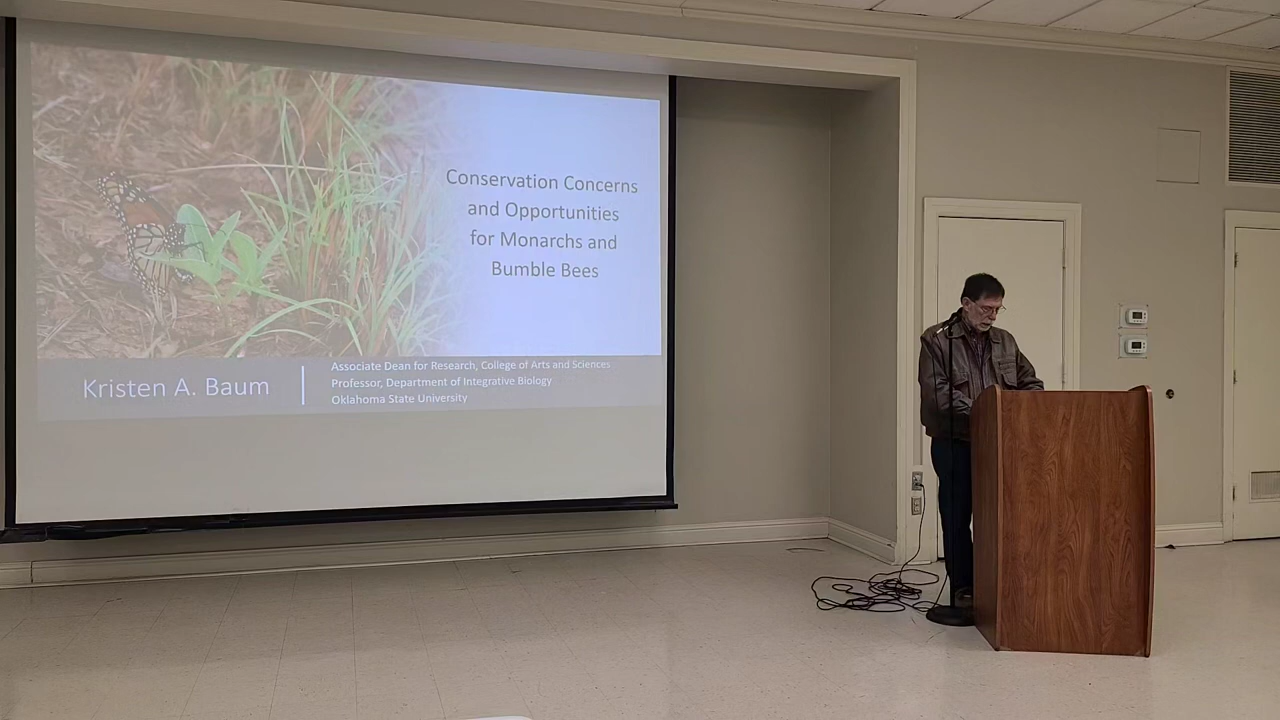 Conservation Concerns
and Opportunities
for Monarchs and
Bumble Bees
Kristen A. Baum
Associate Dean for Research, College of Arts and Sciences
Professor, Department of Integrative Biology
Oklahoma State University